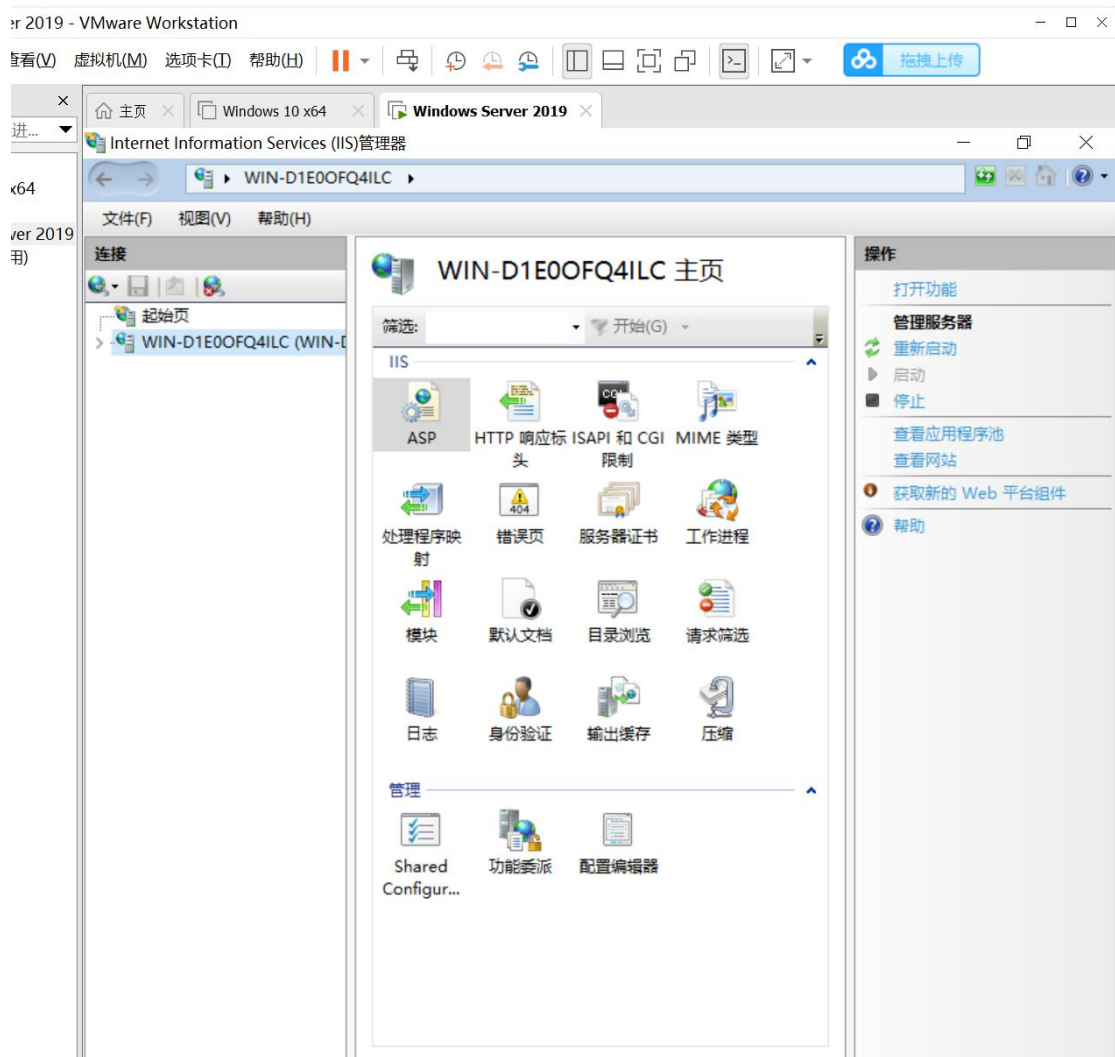 er 2019 - VMware Workstation
查看(V) 虚拟机(M) 选项卡(T) 帮助(H) 拖拽上传
主页 Windows 10 x64 Windows Server 2019
进...
Internet Information Services (IIS)管理器
x64
ver 2019
用)
WIN-D1E0OFQ4ILC
文件(F) 视图(V) 帮助(H)
连接
起始页
WIN-D1E0OFQ4ILC (WIN-D
WIN-D1E0OFQ4ILC 主页
筛选: 开始(G)
IIS
ASP
HTTP 响应标
头
ISAPI 和 CGI
限制
CGI
MIME 类型
处理程序映
射
404
错误页
服务器证书
工作进程
模块
默认文档
目录浏览
请求筛选
日志
身份验证
输出缓存
压缩
管理
Shared
Configur...
功能委派
配置编辑器
操作
打开功能
管理服务器
重新启动
启动
停止
查看应用程序池
查看网站
获取新的 Web 平台组件
帮助